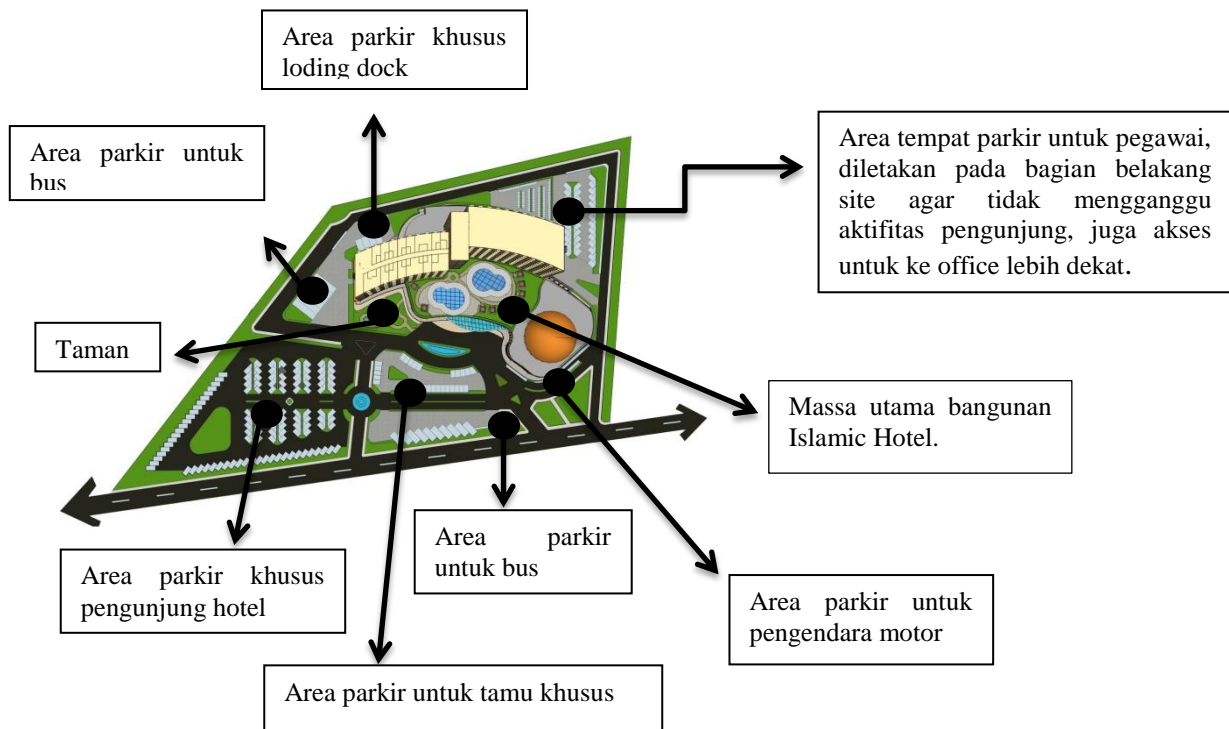 Area parkir khusus
loding dock
Area parkir untuk
bus
Area tempat parkir untuk pegawai,
diletakan pada bagian belakang
site agar tidak mengganggu
aktifitas pengunjung, juga akses
untuk ke office lebih dekat.
Taman
Massa utama bangunan
Islamic Hotel.
Area parkir
untuk bus
Area parkir khusus
pengunjung hotel
Area parkir untuk
pengendara motor
Area parkir untuk tamu khusus